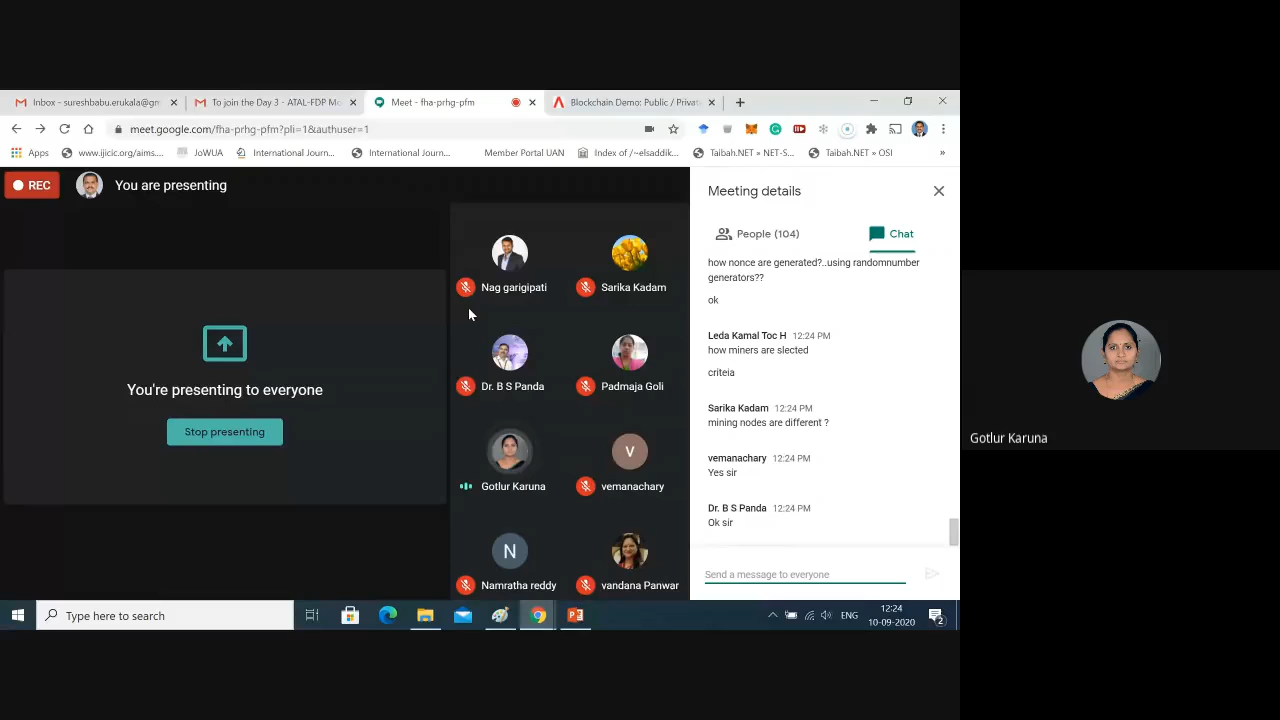 Inbox - sureshbabu.erukala@gm
To join the Day 3 - ATAL-FDP Mo
Meet - fha-prhg-pfm
Blockchain Demo: Public / Privat
meet.google.com/fha-prhg-pfm?pli=1&authuser=1
Apps
www.ijicic.org/aims....
JoWUA
International Journ...
International Journ...
Member Portal UAN
Index of /~elsaddik...
Taibah.NET = NET-S...
Taibah.NET » OSI
»
REC
You are presenting
Meeting details
People (104)
Chat
how nonce are generated?..using randomnumber
generators??
ok
Leda Kamal Toc H 12:24 PM
how miners are slected
criteia
Sarika Kadam 12:24 PM
mining nodes are different ?
vemanachary 12:24 PM
Yes sir
Dr. B S Panda 12:24 PM
Ok sir
Send a message to everyone
You're presenting to everyone
Stop presenting
Nag garigipati
Sarika Kadam
Dr. B S Panda
Padmaja Goli
Gotlur Karuna
V
vemanachary
N
Namratha reddy
vandana Panwar
Gotlur Karuna
Type here to search
ENG
12:24
10-09-2020
2